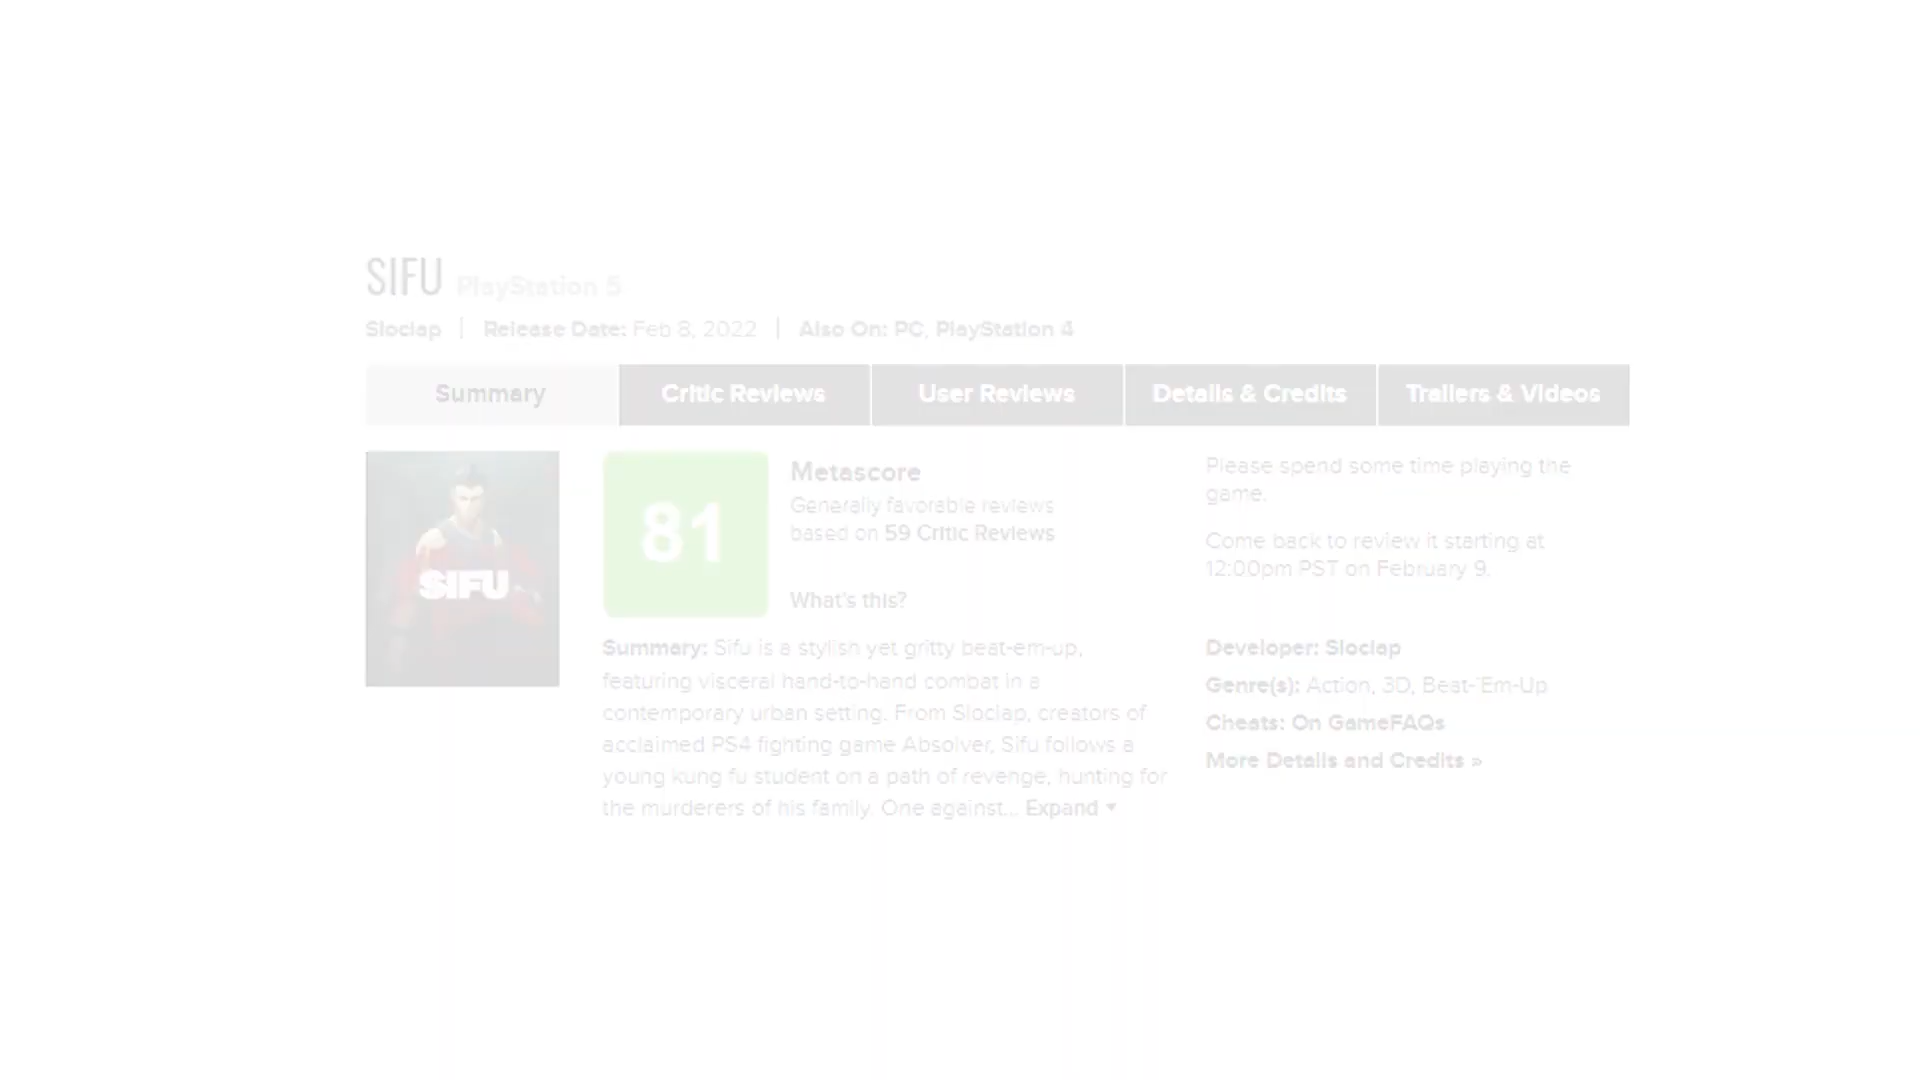 SIFU PlayStation 5
Sloclap | Release Date: Feb 8, 2022 | Also On: PC, PlayStation 4
Summary
Critic Reviews
User Reviews
Details & Credits
Trailers & Videos
SIFU
81
Metascore
Generally favorable reviews
based on 59 Critic Reviews
What's this?
Summary: Sifu is a stylish yet gritty beat-em-up,
featuring visceral hand-to-hand combat in a
contemporary urban setting. From Sloclap, creators of
acclaimed PS4 fighting game Absolver, Sifu follows a
young kung fu student on a path of revenge, hunting for
the murderers of his family. One against... Expand ▾
Please spend some time playing the
game.
Come back to review it starting at
12:00pm PST on February 9.
Developer: Sloclap
Genre(s): Action, 3D, Beat-'Em-Up
Cheats: On GameFAQs
More Details and Credits »